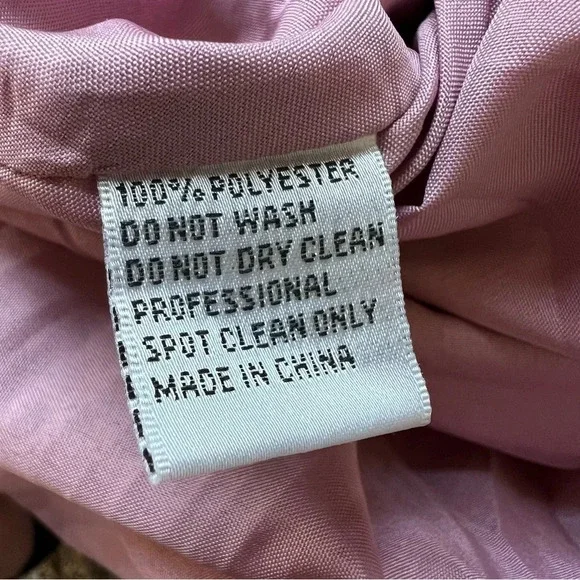 100% POLYESTER
DO NOT WASH
DO NOT DRY CLEAN
PROFESSIONAL
SPOT CLEAN ONLY
MADE IN CHINA